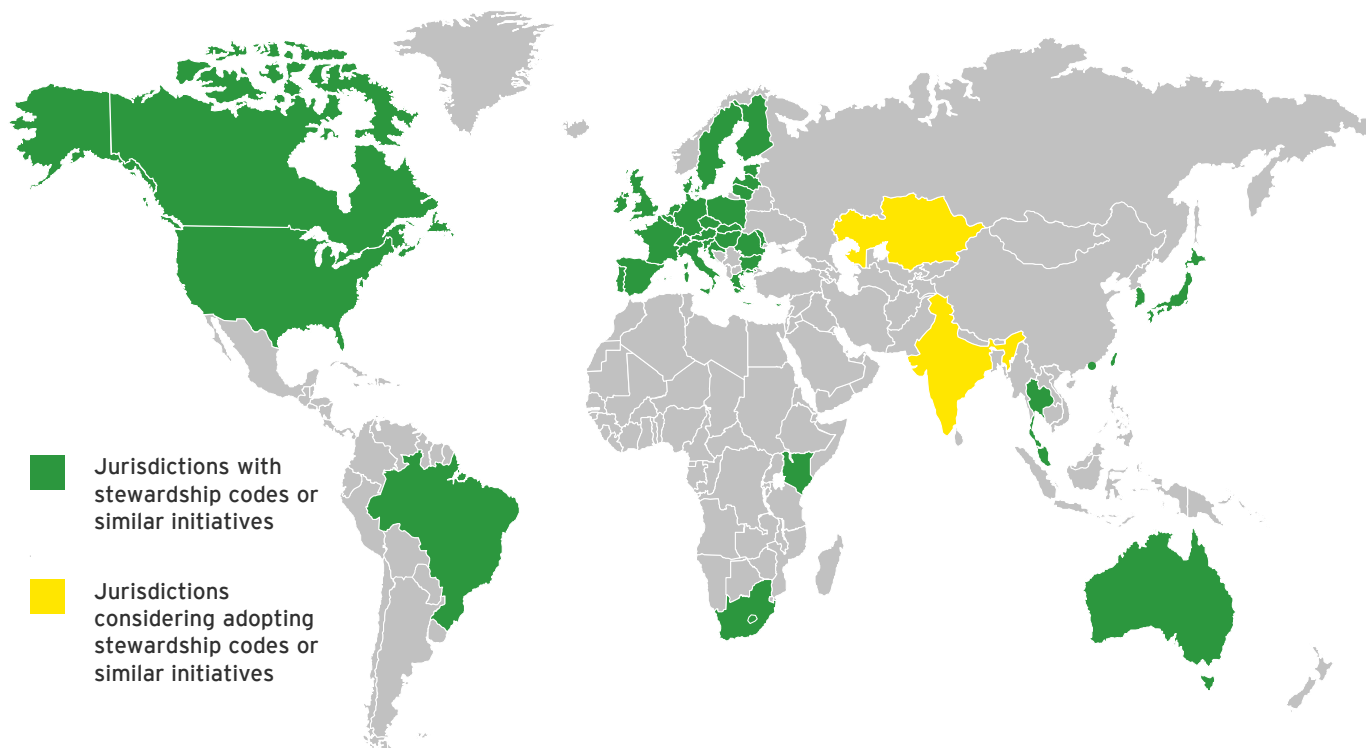 Jurisdictions with
stewardship codes or
similar initiatives
Jurisdictions
considering adopting
stewardship codes or
similar initiatives